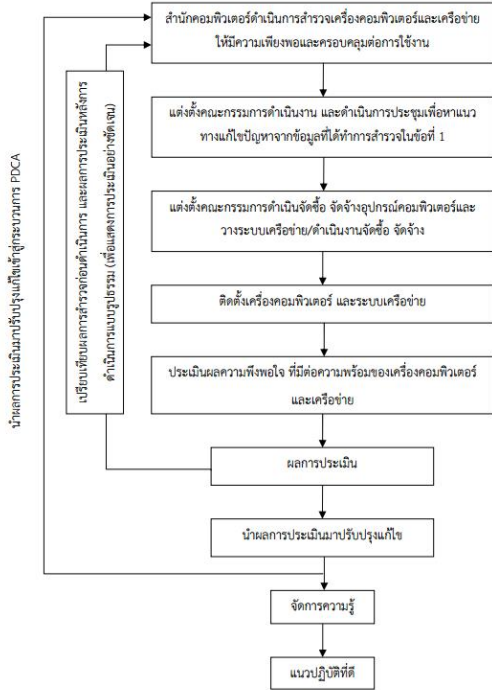 สำนักคอมพิวเตอร์ดำเนินการสำรวจเครื่องคอมพิวเตอร์และเครือข่าย
ให้มีความเพียงพอและครอบคลุมต่อการใช้งาน
แต่งตั้งคณะกรรมการดำเนินงาน และดำเนินการประชุมเพื่อหาแนว
ทางแก้ไขปัญหาจากข้อมูลที่ได้ทำการสำรวจในข้อที่ 1
แต่งตั้งคณะกรรมการดำเนินจัดซื้อ จัดจ้างอุปกรณ์คอมพิวเตอร์และ
วางระบบเครือข่าย/ดำเนินงานจัดซื้อ จัดจ้าง
ติดตั้งเครื่องคอมพิวเตอร์ และระบบเครือข่าย
ประเมินผลความพึงพอใจ ที่มีต่อความพร้อมของเครื่องคอมพิวเตอร์
และเครือข่าย
ผลการประเมิน
นำผลการประเมินมาปรับปรุงแก้ไข
จัดการความรู้
แนวปฏิบัติที่ดี
เปรียบเทียบผลการสำรวจก่อนดำเนินการ และผลการประเมินหลังการ
ดำเนินการแบบรูปธรรม (เพื่อแสดงการประเมินอย่างชัดเจน)
นำผลการประเมินมาปรับปรุงแก้ไขเข้าสู่กระบวนการ PDCA